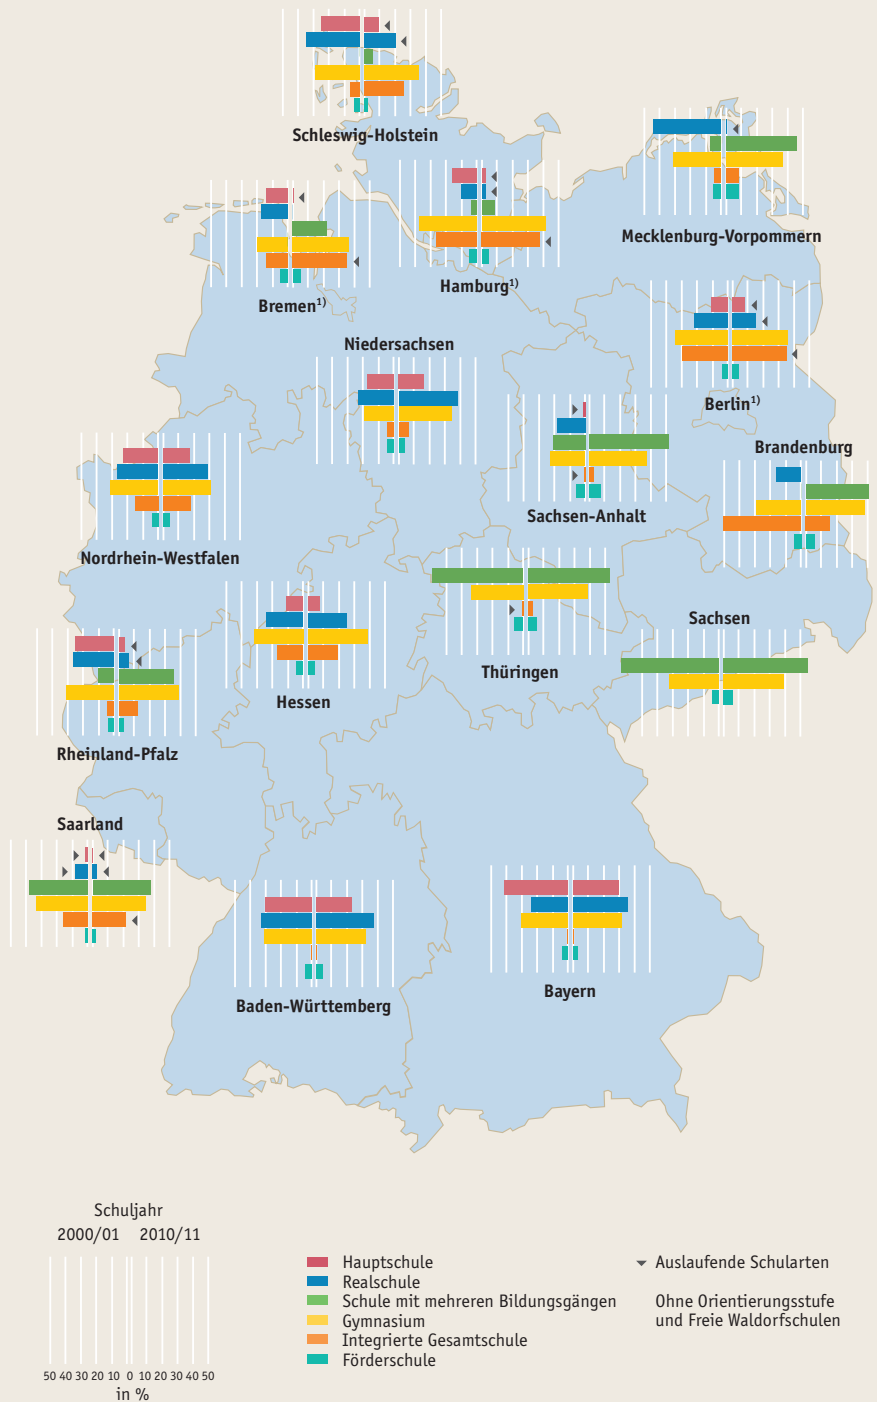 Schleswig-Holstein
Mecklenburg-Vorpommern
Hamburg1)
Bremen1)
Niedersachsen
Berlin1)
Brandenburg
Sachsen-Anhalt
Nordrhein-Westfalen
Sachsen
Thüringen
Hessen
Rheinland-Pfalz
Saarland
Bayern
Baden-Württemberg
Schuljahr
2000/01 2010/11
50 40 30 20 10 0 10 20 30 40 50
in %
Hauptschule
Realschule
Schule mit mehreren Bildungsgängen
Gymnasium
Integrierte Gesamtschule
Förderschule
Auslaufende Schularten
Ohne Orientierungsstufe
und Freie Waldorfschulen